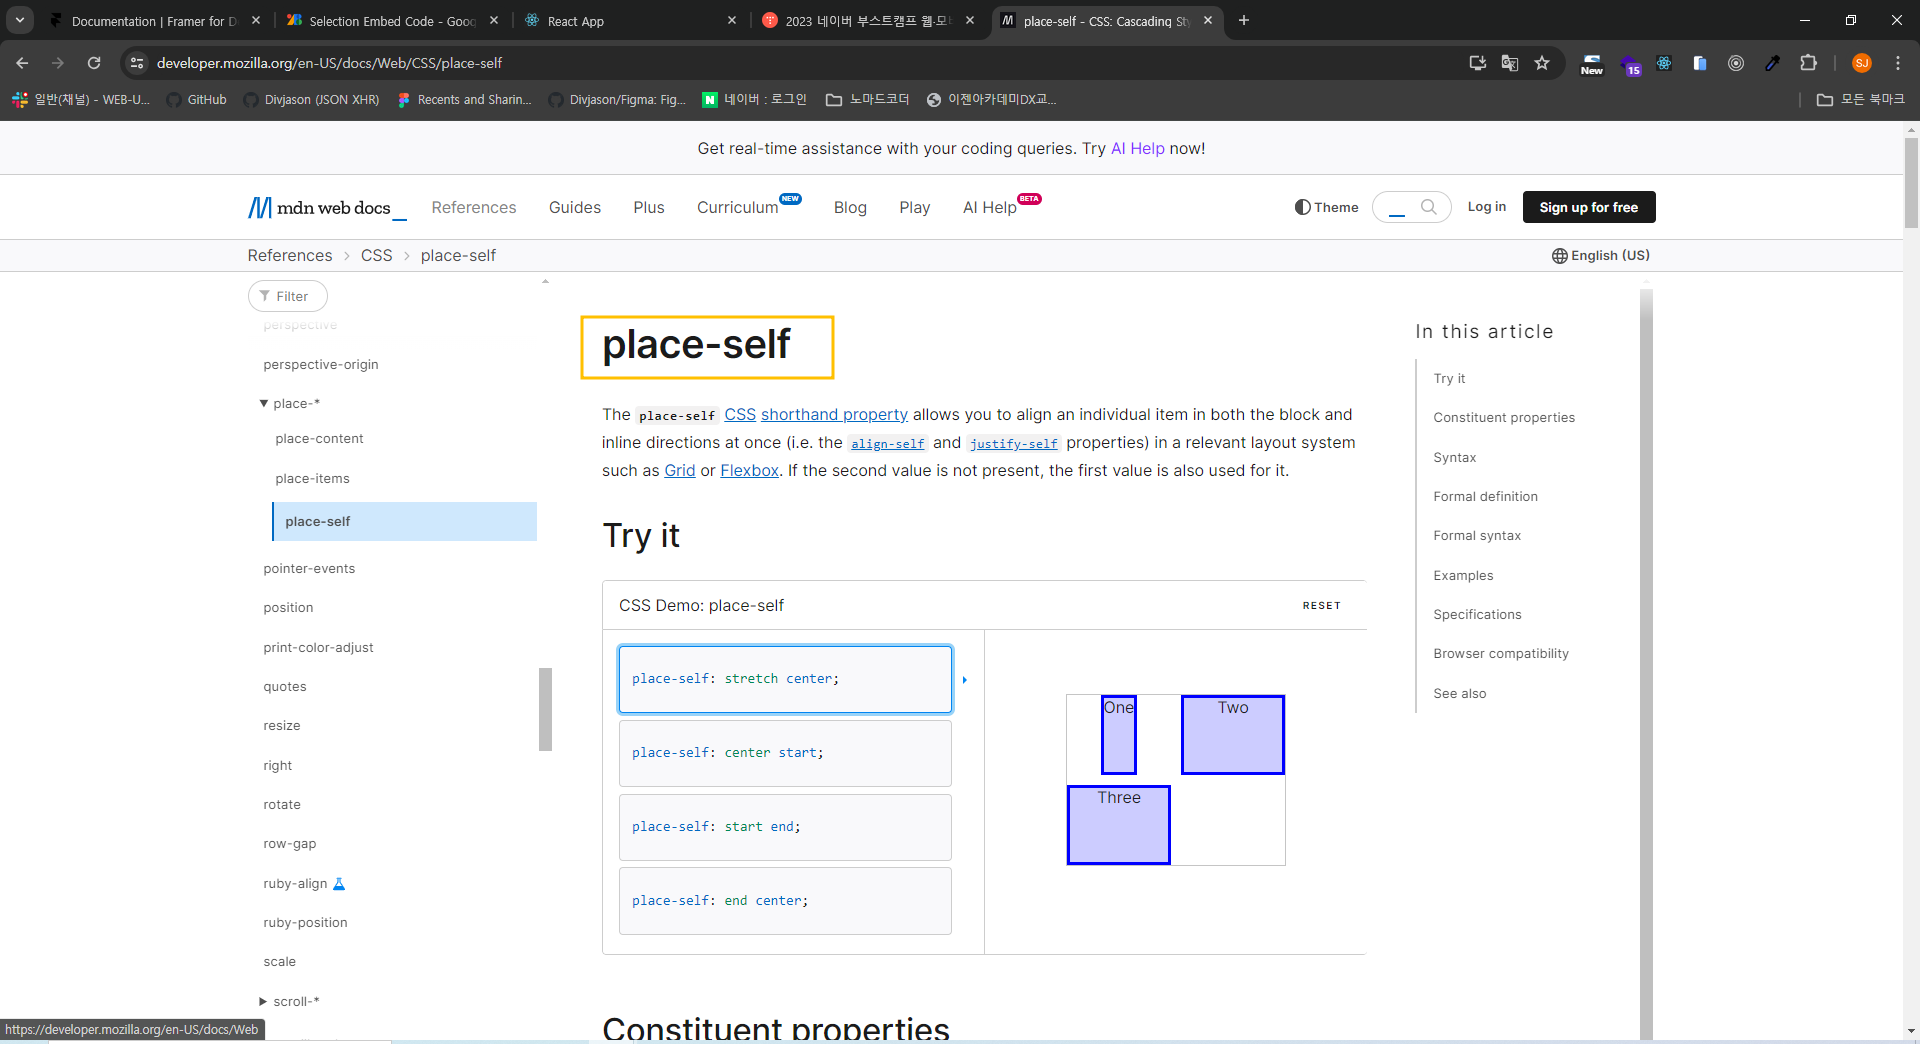 Documentation | Framer for D
Selection Embed Code - Goog
React App
2023 네이버 부스트캠프 웹·모바
place-self - CSS: Cascading Sty
developer.mozilla.org/en-US/docs/Web/CSS/place-self
New
15
SJ
일반(채널) - WEB-U...
GitHub
Divjason (JSON XHR)
Recents and Sharin...
Divjason/Figma: Fig...
네이버 : 로그인
노마드코더
이젠아카데미DX교...
모든 북마크
Get real-time assistance with your coding queries. Try AI Help now!
mdn web docs_
References
Guides
Plus
Curriculum NEW
Blog
Play
AI Help BETA
Theme
Log in
Sign up for free
References > CSS > place-self
English (US)
Filter
perspective
perspective-origin
place-*
place-content
place-items
place-self
pointer-events
position
print-color-adjust
quotes
resize
right
rotate
row-gap
ruby-align
ruby-position
scale
scroll-*
https://developer.mozilla.org/en-US/docs/Web
place-self
The place-self CSS shorthand property allows you to align an individual item in both the block and
inline directions at once (i.e. the align-self and justify-self properties) in a relevant layout system
such as Grid or Flexbox. If the second value is not present, the first value is also used for it.
Try it
CSS Demo: place-self
RESET
place-self: stretch center;
place-self: center start;
place-self: start end;
place-self: end center;
One
Two
Three
Constituent properties
In this article
Try it
Constituent properties
Syntax
Formal definition
Formal syntax
Examples
Specifications
Browser compatibility
See also